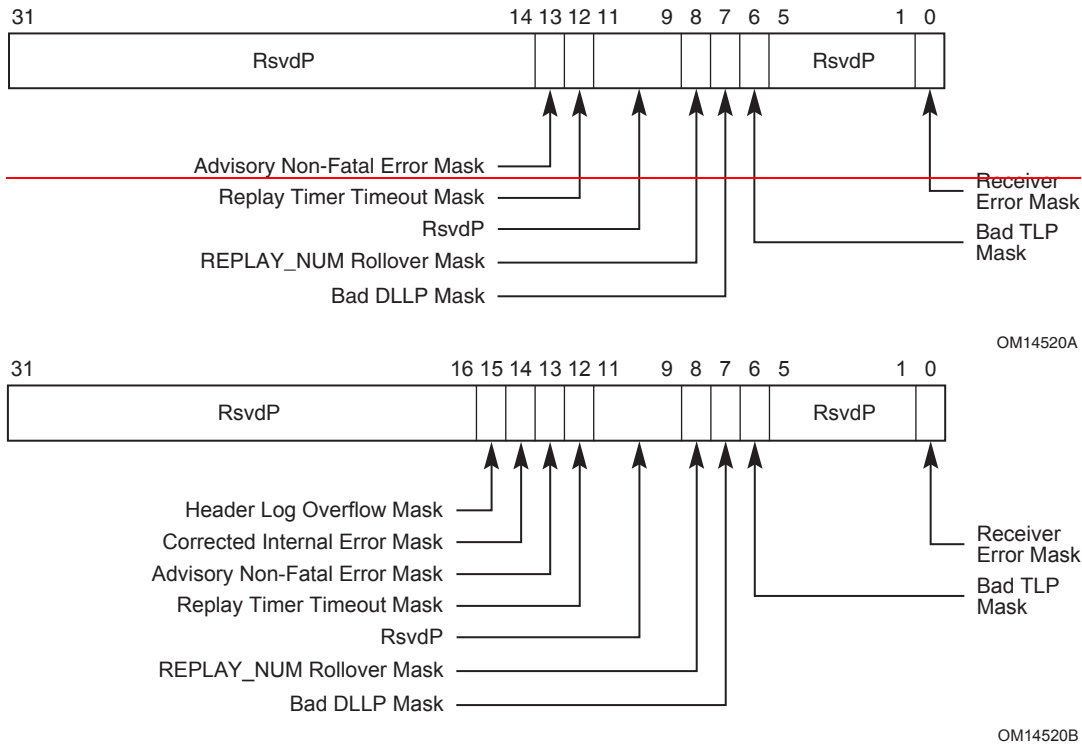 31 14 13 12 11 9 8 7 6 5 1 0
RsvdP RsvdP
Advisory Non-Fatal Error Mask
Replay Timer Timeout Mask
RsvdP
REPLAY_NUM Rollover Mask
Bad DLLP Mask
Receiver
Error Mask
Bad TLP
Mask
OM14520A
31 16 15 14 13 12 11 9 8 7 6 5 1 0
RsvdP RsvdP
Header Log Overflow Mask
Corrected Internal Error Mask
Advisory Non-Fatal Error Mask
Replay Timer Timeout Mask
RsvdP
REPLAY_NUM Rollover Mask
Bad DLLP Mask
Receiver
Error Mask
Bad TLP
Mask
OM14520B